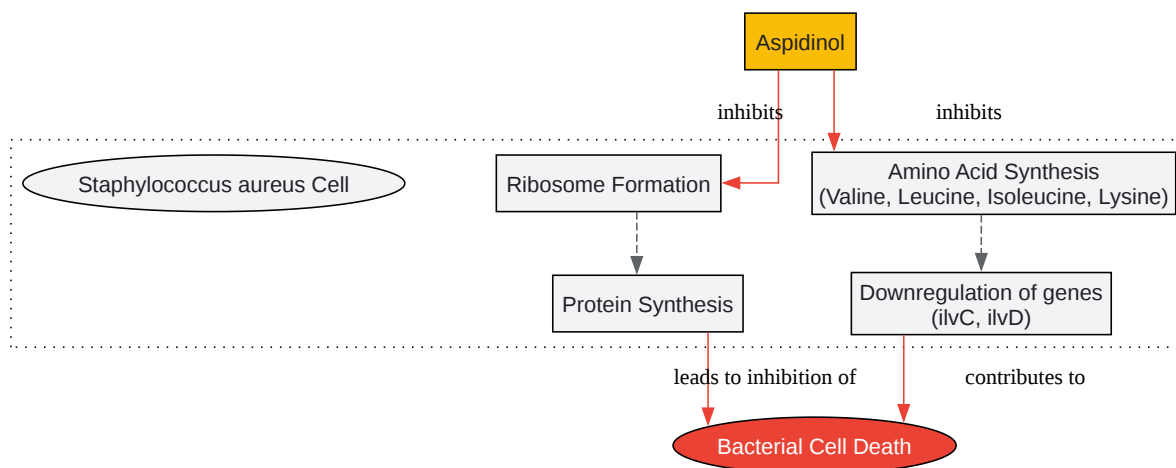 Aspidinol
inhibits
inhibits
Staphylococcus aureus Cell
Ribosome Formation
Amino Acid Synthesis
(Valine, Leucine, Isoleucine, Lysine)
Protein Synthesis
Downregulation of genes
(ilvC, ilvD)
leads to inhibition of
contributes to
Bacterial Cell Death